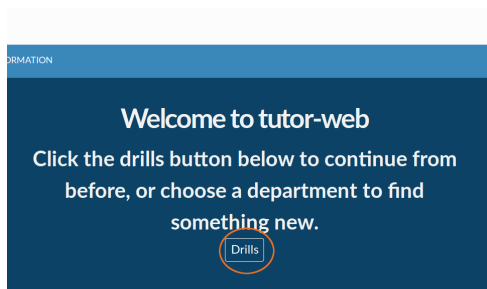 ORMATION
Welcome to tutor-web
Click the drills button below to continue from
before, or choose a department to find
something new.
Drills